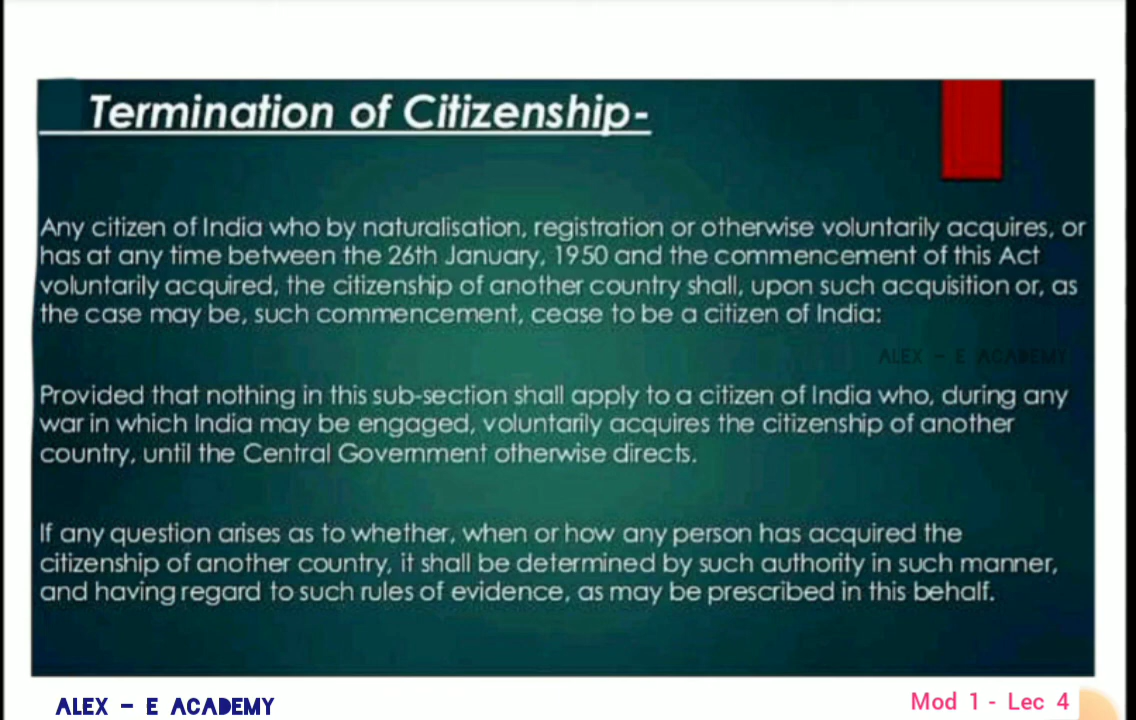 Termination of Citizenship-
Any citizen of India who by naturalisation, registration or otherwise voluntarily acquires, or
has at any time between the 26th January, 1950 and the commencement of this Act
voluntarily acquired, the citizenship of another country shall, upon such acquisition or, as
the case may be, such commencement, cease to be a citizen of India:
ALEX - E ACADEMY
Provided that nothing in this sub-section shall apply to a citizen of India who, during any
war in which India may be engaged, voluntarily acquires the citizenship of another
country, until the Central Government otherwise directs.
If any question arises as to whether, when or how any person has acquired the
citizenship of another country, it shall be determined by such authority in such manner,
and having regard to such rules of evidence, as may be prescribed in this behalf.
ALEX - E ACADEMY
Mod 1 - Lec 4